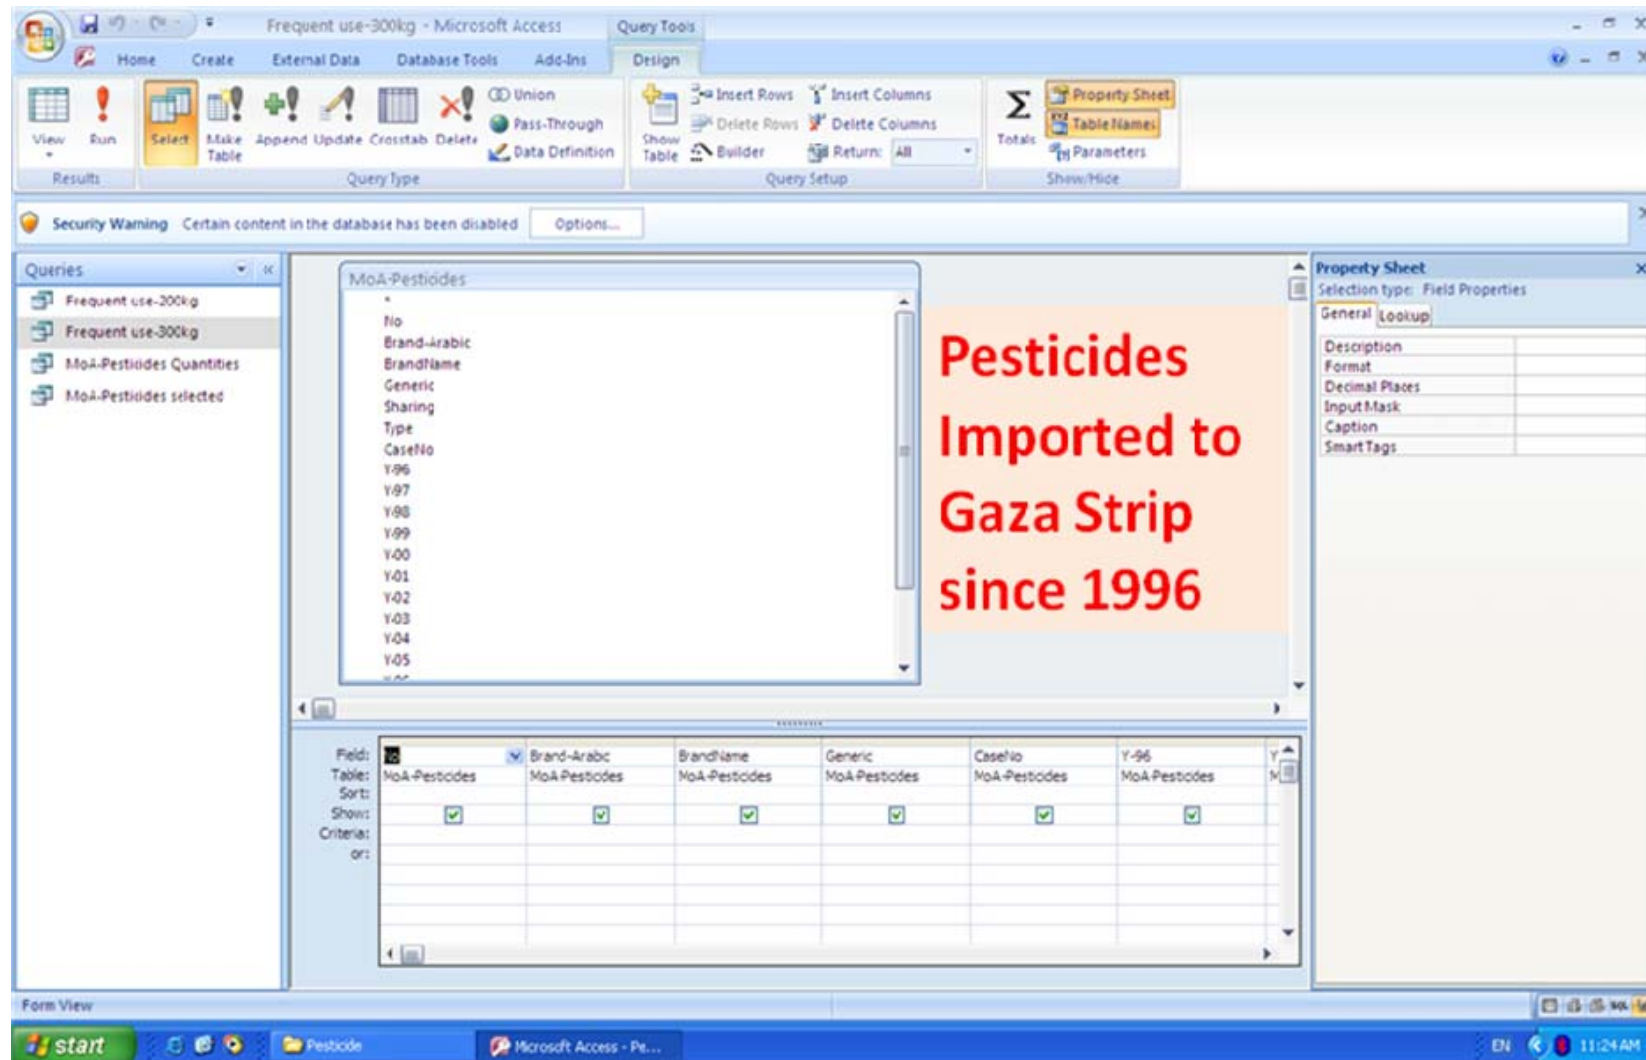 Frequent use-300kg - Microsoft Access
Query Tools
Home Create External Data Database Tools Add-Ins Design
View Run Select Make Table Append Update Crosstab Delete
Union
Pass-Through
Data Definition
Show Table
Insert Rows
Delete Rows
Builder
Insert Columns
Delete Columns
Return: All
Σ
Totals
Property Sheet
Table Names
Parameters
Results Query Type Query Setup Show/Hide
Security Warning Certain content in the database has been disabled Options...
Queries
Frequent use-200kg
Frequent use-300kg
MoA-Pesticides Quantities
MoA-Pesticides selected
MoA-Pesticides
*
No
Brand-Arabic
BrandName
Generic
Sharing
Type
CaseNo
Y-96
Y-97
Y-98
Y-99
Y-00
Y-01
Y-02
Y-03
Y-04
Y-05
Pesticides
Imported to
Gaza Strip
since 1996
Property Sheet
Selection type: Field Properties
General Lookup
Description
Format
Decimal Places
Input Mask
Caption
Smart Tags
Field: No Brand-Arabic BrandName Generic CaseNo Y-96 Y
Table: MoA-Pesticides MoA-Pesticides MoA-Pesticides MoA-Pesticides MoA-Pesticides MoA-Pesticides M
Sort:
Show:
Criteria:
or:
Form View
SQL
start Pesticide Microsoft Access - Pe... EN 11:24 AM